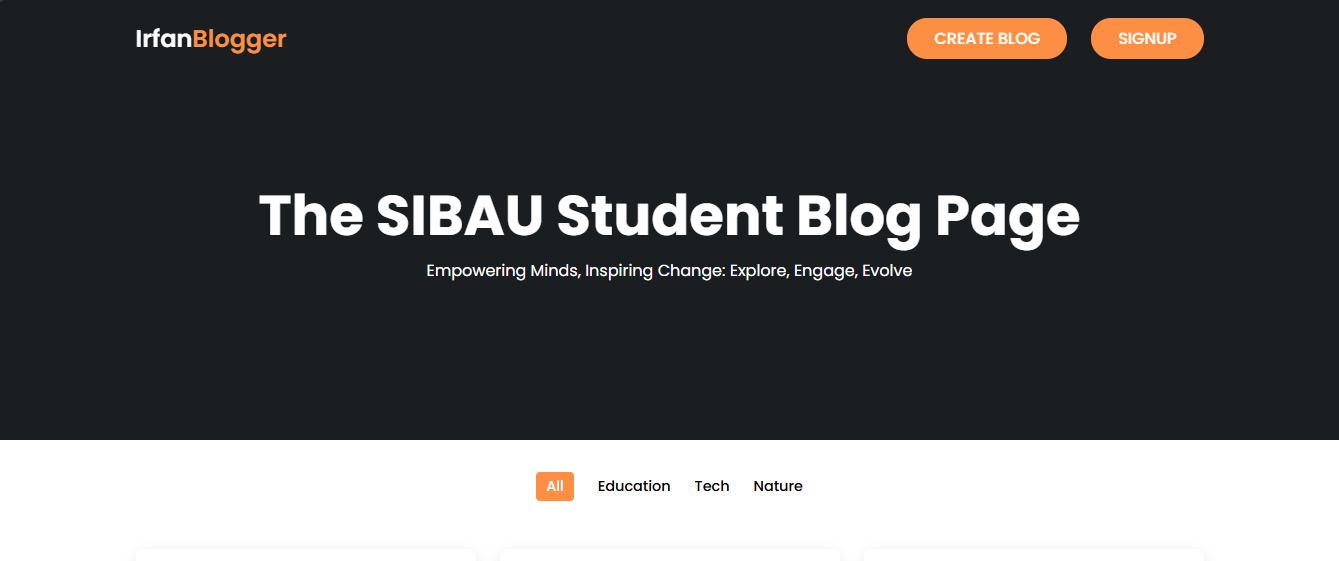 IrfanBlogger
CREATE BLOG
SIGNUP
The SIBAU Student Blog Page
Empowering Minds, Inspiring Change: Explore, Engage, Evolve
All Education Tech Nature